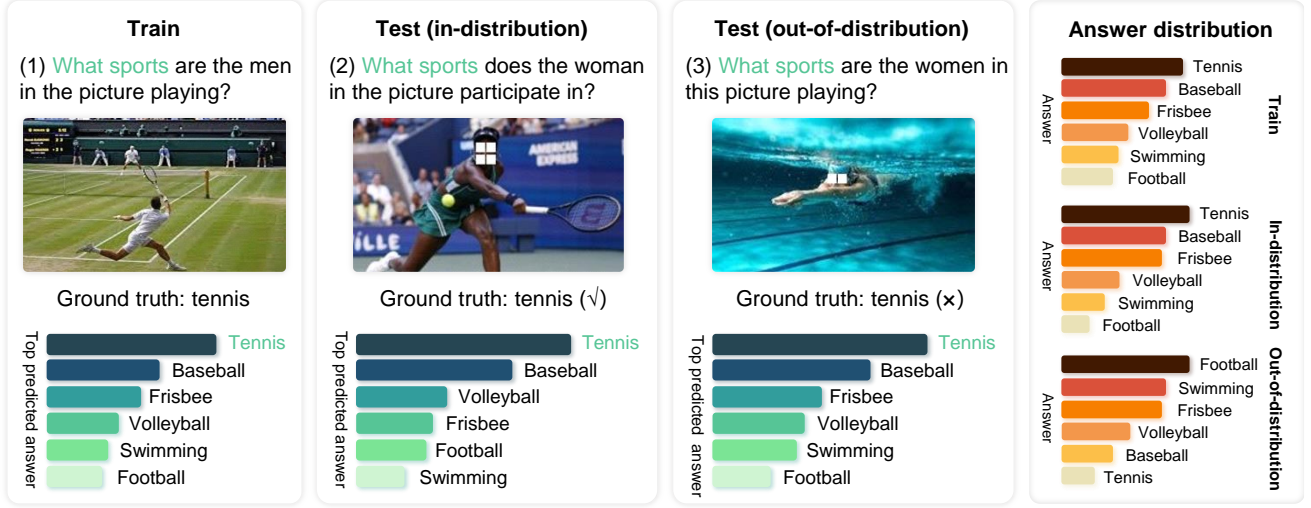 Train
(1) What sports are the men
in the picture playing?
Ground truth: tennis
Top predicted answer
Tennis
Baseball
Frisbee
Volleyball
Swimming
Football
Test (in-distribution)
(2) What sports does the woman
in the picture participate in?
AMERICAN
EXPRESS
VILLE
Ground truth: tennis (√)
Top predicted answer
Tennis
Baseball
Volleyball
Frisbee
Football
Swimming
Test (out-of-distribution)
(3) What sports are the women in
this picture playing?
Ground truth: tennis (×)
Top predicted answer
Tennis
Baseball
Frisbee
Volleyball
Swimming
Football
Answer distribution
Answer
Tennis
Baseball
Frisbee
Volleyball
Swimming
Football
Train
Answer
Tennis
Baseball
Frisbee
Volleyball
Swimming
Football
In-distribution
Answer
Football
Swimming
Frisbee
Volleyball
Baseball
Tennis
Out-of-distribution